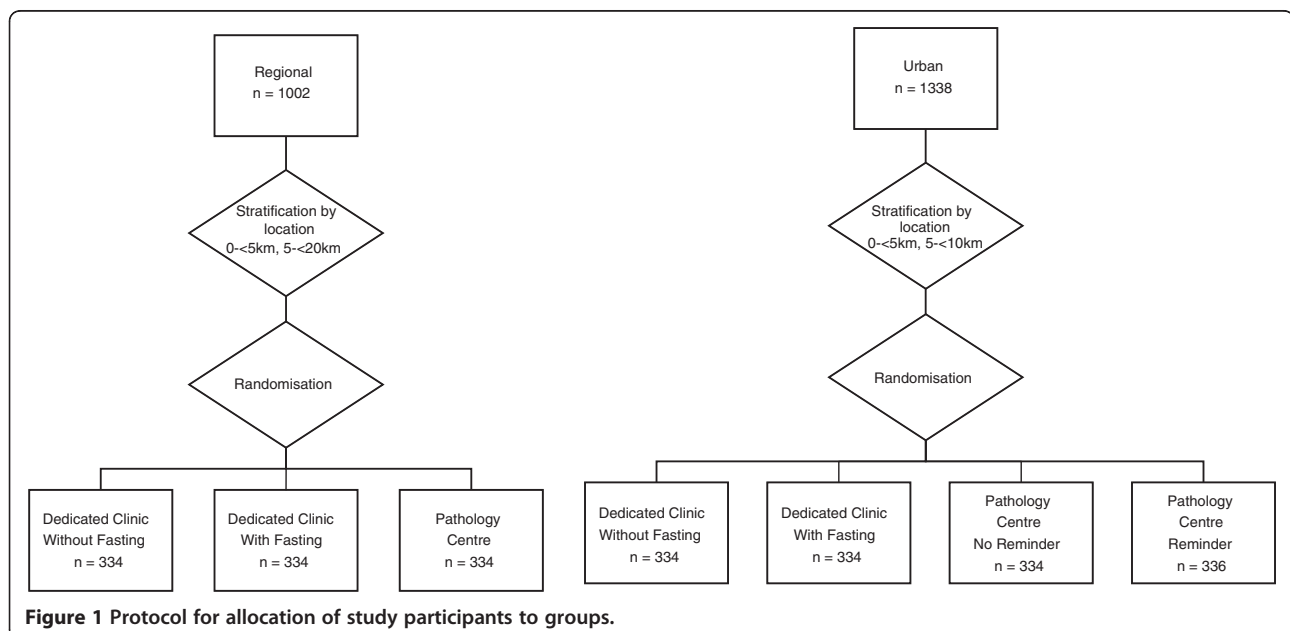 Regional
n = 1002
Stratification by
location
0-<5km, 5-<20km
Randomisation
Dedicated Clinic
Without Fasting
n = 334
Dedicated Clinic
With Fasting
n = 334
Pathology
Centre
n = 334
Urban
n = 1338
Stratification by
location
0-<5km, 5-<10km
Randomisation
Dedicated Clinic
Without Fasting
n = 334
Dedicated Clinic
With Fasting
n = 334
Pathology
Centre
No Reminder
n = 334
Pathology
Centre
Reminder
n = 336
Figure 1 Protocol for allocation of study participants to groups.